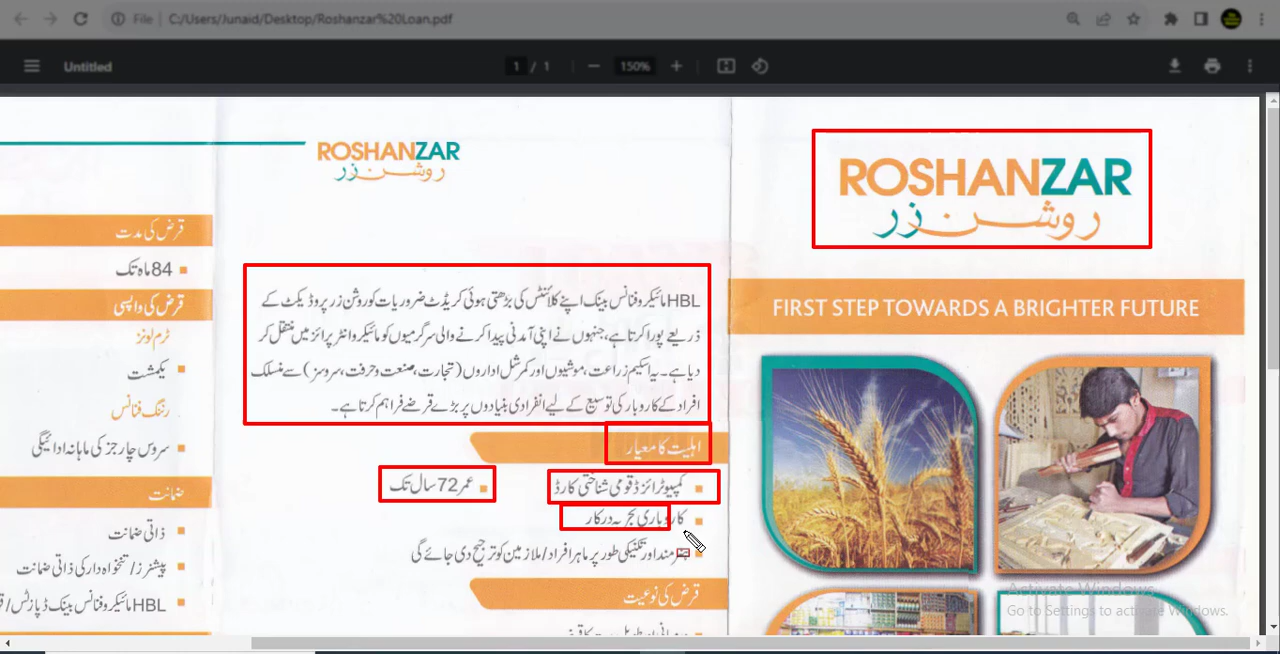 File
C:/Users/Junaid/Desktop/Roshanzar%20Loan.pdf
Untitled
1 / 1
150%
ROSHANZAR
روشن زر
FIRST STEP TOWARDS A BRIGHTER FUTURE
ROSHANZAR
روشن زر
HBL مائیکروفنانس بینک اپنے کلائنٹس کی بڑھتی ہوئی کریڈٹ ضروریات کو روشن زر پروڈیکٹ کے
ذریعے پورا کرتا ہے، جنہوں نے اپنی آمدنی پیدا کرنے والی سرگرمیوں کو مائیکرو انٹرپرائز میں منتقل کر
دیا ہے۔ یہ اسکیم زراعت، مویشیوں اور کمرشل اداروں (تجارت، صنعت و حرفت، سروسز) سے منسلک
افراد کے کاروبار کی توسیع کے لیے انفرادی بنیادوں پر بڑے قرضے فراہم کرتا ہے۔
اہلیت کا معیار
کمپیوٹرائزڈ قومی شناختی کارڈ
عمر 72 سال تک
کاروباری تجربہ درکار
ہنرمند اور تکنیکی طور پر ماہر افراد/ملازمین کو ترجیح دی جائے گی
قرض کی نوعیت
قرض کی مدت
84 ماہ تک
قرض کی واپسی
ٹرم لونز
یکمشت
رننگ فنانس
سروس چارجز کی ماہانہ ادائیگی
ضمانت
ذاتی ضمانت
پینشنرز/تنخواہ دار کی ذاتی ضمانت
HBL مائیکروفنانس بینک ڈپازٹس/
Activate Windows
Go to Settings to activate Windows.